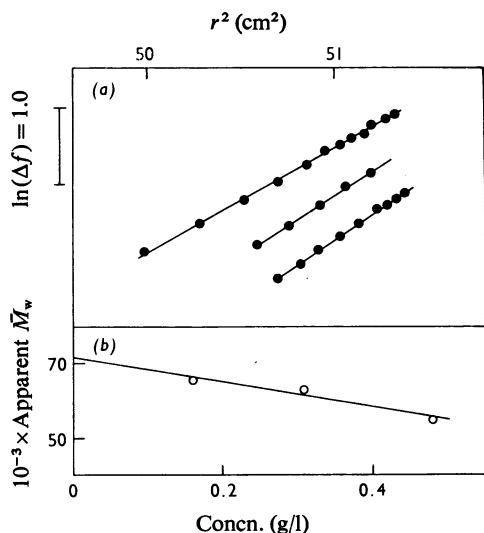 r² (cm²)
50 51
(a)
ln(Δf) = 1.0
(b)
10⁻³ × Apparent M̄w
70
50
0 0.2 0.4
Concn. (g/l)